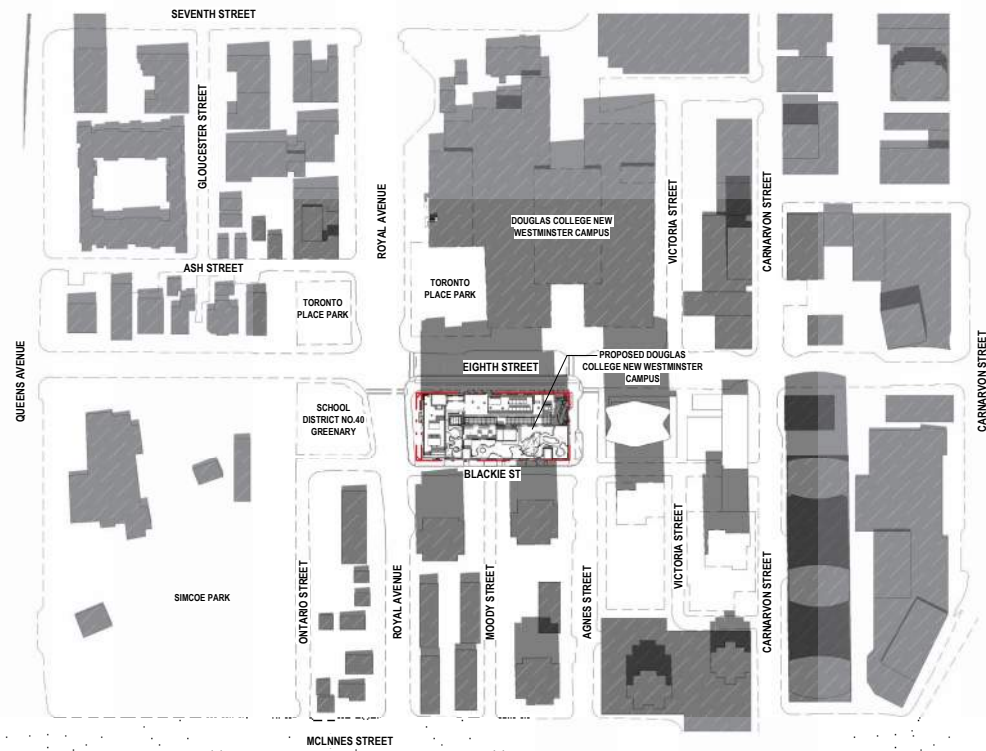 SEVENTH STREET
GLOUCESTER STREET
ROYAL AVENUE
DOUGLAS COLLEGE NEW
WESTMINSTER CAMPUS
VICTORIA STREET
CARNARVON STREET
ASH STREET
TORONTO
PLACE PARK
TORONTO
PLACE PARK
QUEENS AVENUE
EIGHTH STREET
PROPOSED DOUGLAS
COLLEGE NEW WESTMINSTER
CAMPUS
CARNARVON STREET
SCHOOL
DISTRICT NO.40
GREENARY
BLACKIE ST
SIMCOE PARK
ONTARIO STREET
ROYAL AVENUE
MOODY STREET
AGNES STREET
VICTORIA STREET
CARNARVON STREET
MCLNNES STREET